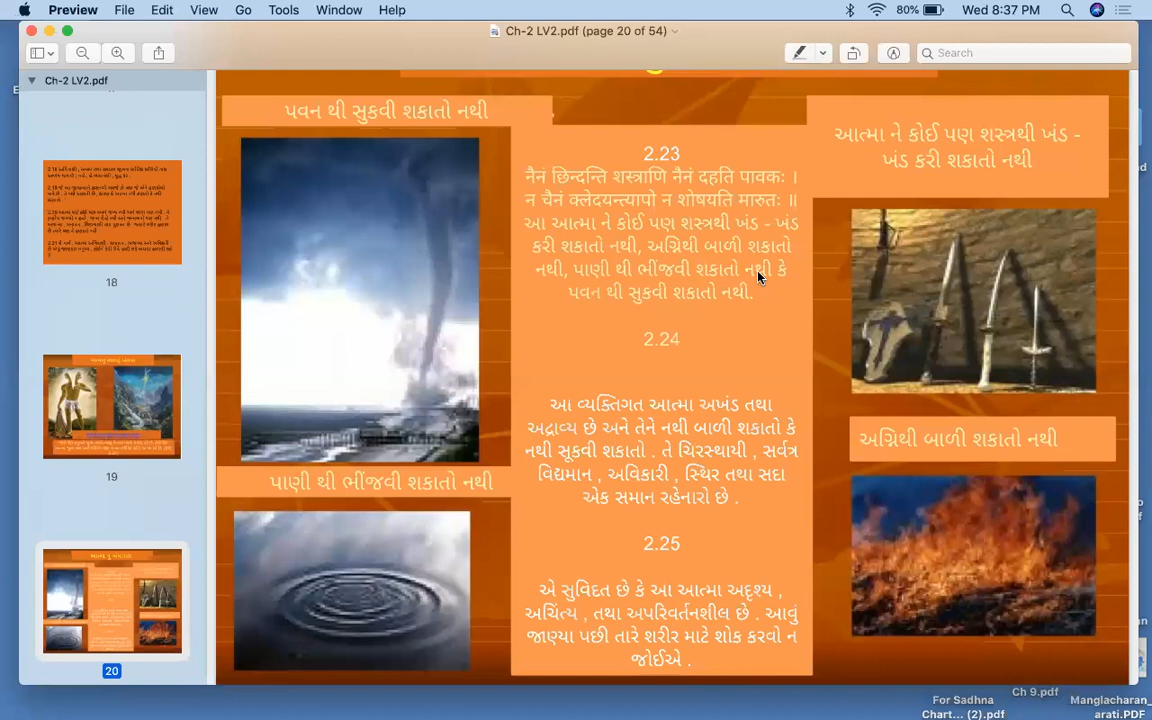 Preview File Edit View Go Tools Window Help
80% Wed 8:37 PM
Ch-2 LV2.pdf (page 20 of 54)
Search
Ch-2 LV2.pdf
18
19
20
પવન થી સુકવી શકાતો નથી
પાણી થી ભીંજવી શકાતો નથી
2.23
नैनं छिन्दन्ति शस्त्राणि नैनं दहति पावकः ।
न चैनं क्लेदयन्त्यापो न शोषयति मारुतः ॥
આ આત્મા ને કોઈ પણ શસ્ત્રથી ખંડ - ખંડ
કરી શકાતો નથી, અગ્નિથી બાળી શકાતો
નથી, પાણી થી ભીંજવી શકાતો નથી કે
પવન થી સુકવી શકાતો નથી.
2.24
આ વ્યક્તિગત આત્મા અખંડ તથા
અદ્રાવ્ય છે અને તેને નથી બાળી શકાતો કે
નથી સૂકવી શકાતો . તે ચિરસ્થાયી , સર્વત્ર
વિદ્યમાન , અવિકારી , સ્થિર તથા સદા
એક સમાન રહેનારો છે .
2.25
એ સુવિદત છે કે આ આત્મા અદૃશ્ય ,
અચિંત્ય , તથા અપરિવર્તનશીલ છે . આવું
જાણ્યા પછી તારે શરીર માટે શોક કરવો ન
જોઈએ .
આત્મા ને કોઈ પણ શસ્ત્રથી ખંડ -
ખંડ કરી શકાતો નથી
અગ્નિથી બાળી શકાતો નથી
For Sadhna
Chart... (2).pdf
Ch 9.pdf
Manglacharan_
arati.PDF